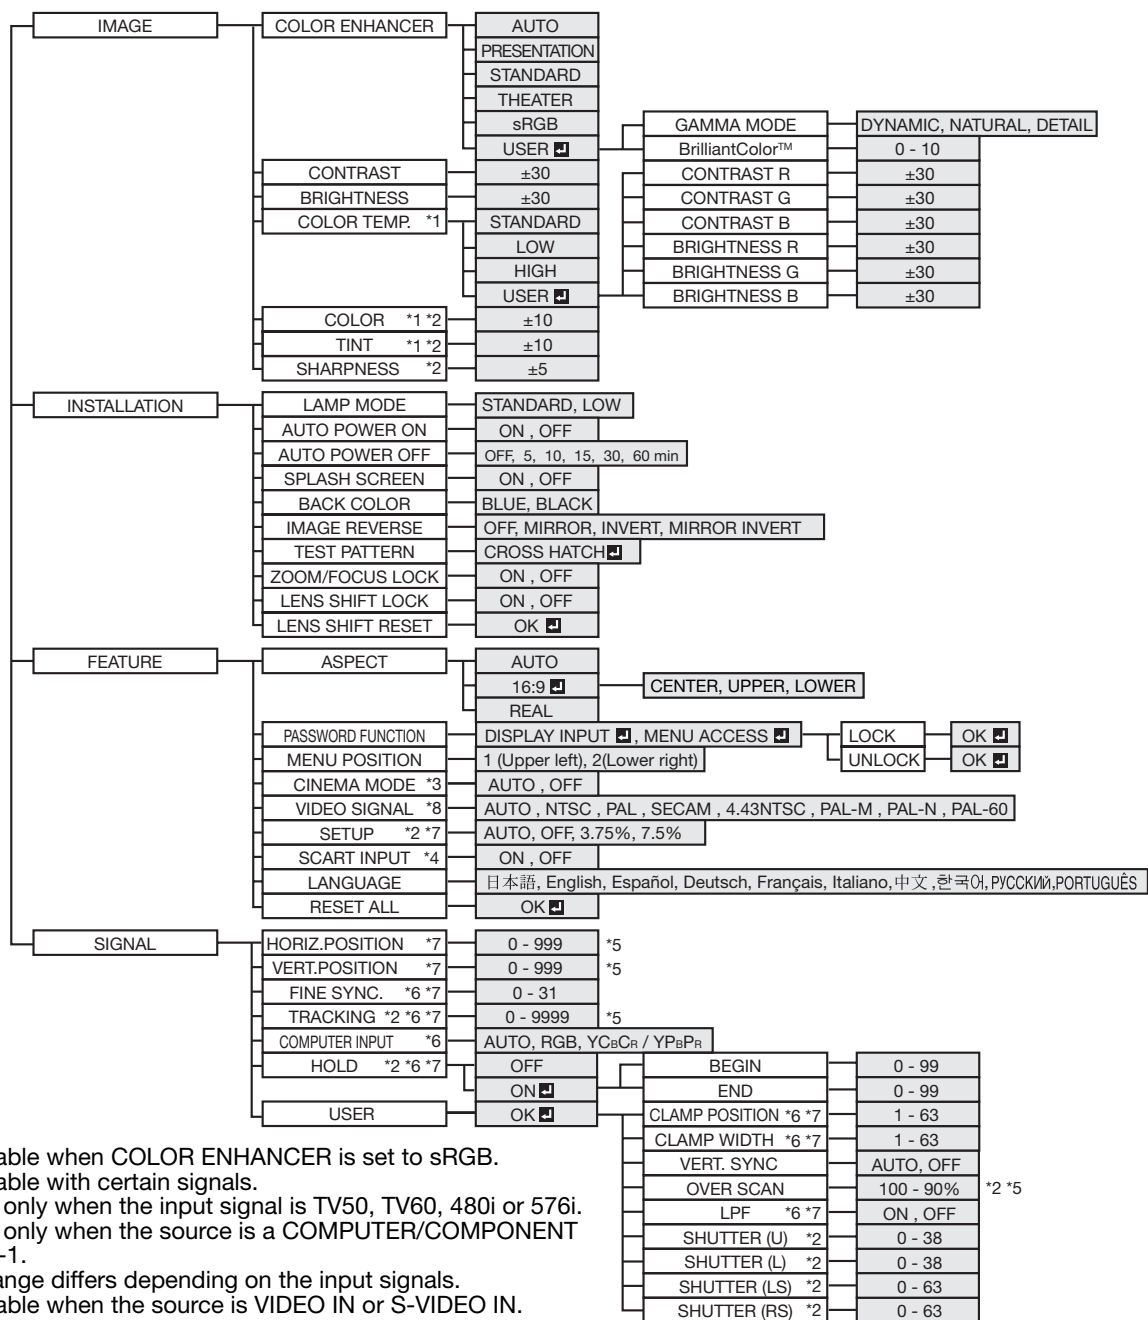 IMAGE COLOR ENHANCER AUTO
PRESENTATION
STANDARD
THEATER
sRGB GAMMA MODE DYNAMIC, NATURAL, DETAIL
USER BrilliantColor™ 0 - 10
CONTRAST ±30 CONTRAST R ±30
BRIGHTNESS ±30 CONTRAST G ±30
COLOR TEMP. *1 STANDARD CONTRAST B ±30
LOW BRIGHTNESS R ±30
HIGH BRIGHTNESS G ±30
USER BRIGHTNESS B ±30
COLOR *1 *2 ±10
TINT *1 *2 ±10
SHARPNESS *2 ±5
INSTALLATION LAMP MODE STANDARD, LOW
AUTO POWER ON ON , OFF
AUTO POWER OFF OFF, 5, 10, 15, 30, 60 min
SPLASH SCREEN ON , OFF
BACK COLOR BLUE, BLACK
IMAGE REVERSE OFF, MIRROR, INVERT, MIRROR INVERT
TEST PATTERN CROSS HATCH
ZOOM/FOCUS LOCK ON , OFF
LENS SHIFT LOCK ON , OFF
LENS SHIFT RESET OK
FEATURE ASPECT AUTO
16:9 CENTER, UPPER, LOWER
REAL
PASSWORD FUNCTION DISPLAY INPUT , MENU ACCESS LOCK OK
MENU POSITION 1 (Upper left), 2(Lower right) UNLOCK OK
CINEMA MODE *3 AUTO , OFF
VIDEO SIGNAL *8 AUTO , NTSC , PAL , SECAM , 4.43NTSC , PAL-M , PAL-N , PAL-60
SETUP *2 *7 AUTO, OFF, 3.75%, 7.5%
SCART INPUT *4 ON , OFF
LANGUAGE 日本語, English, Español, Deutsch, Français, Italiano,中文 ,한국어, РУССКИЙ,PORTUGUÊS
RESET ALL OK
SIGNAL HORIZ.POSITION *7 0 - 999 *5
VERT.POSITION *7 0 - 999 *5
FINE SYNC. *6 *7 0 - 31
TRACKING *2 *6 *7 0 - 9999 *5
COMPUTER INPUT *6 AUTO, RGB, YCBCR / YPBPR
HOLD *2 *6 *7 OFF BEGIN 0 - 99
ON END 0 - 99
USER OK CLAMP POSITION *6 *7 1 - 63
CLAMP WIDTH *6 *7 1 - 63
VERT. SYNC AUTO, OFF
OVER SCAN 100 - 90% *2 *5
LPF *6 *7 ON , OFF
SHUTTER (U) *2 0 - 38
SHUTTER (L) *2 0 - 38
SHUTTER (LS) *2 0 - 63
SHUTTER (RS) *2 0 - 63
able when COLOR ENHANCER is set to sRGB.
able with certain signals.
only when the input signal is TV50, TV60, 480i or 576i.
only when the source is a COMPUTER/COMPONENT
-1.
ange differs depending on the input signals.
able when the source is VIDEO IN or S-VIDEO IN.